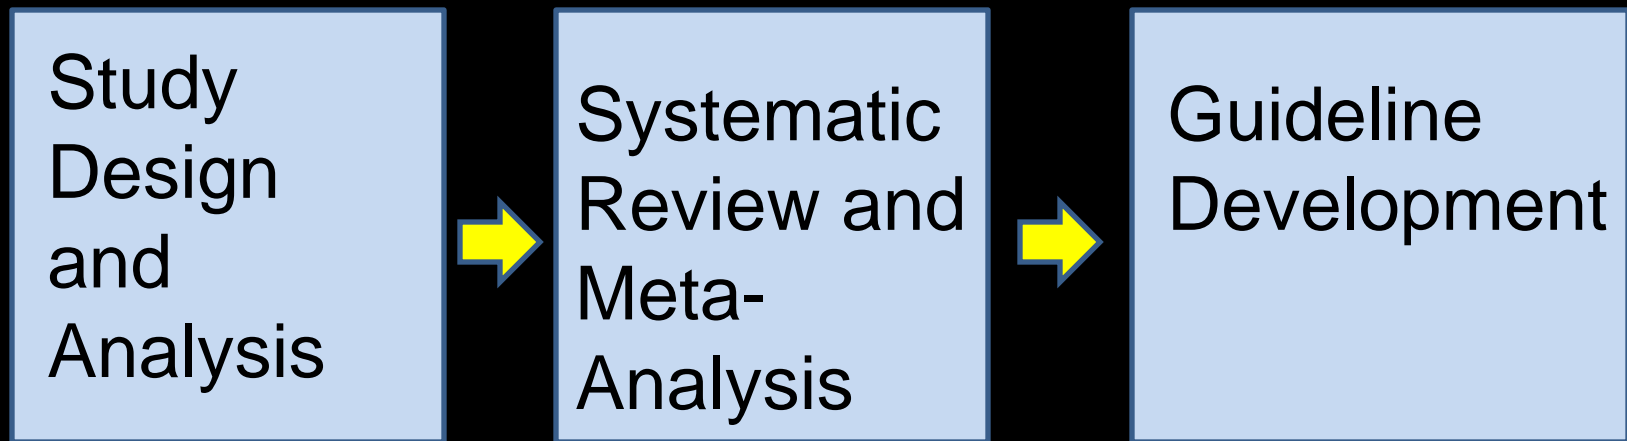 Study
Design
and
Analysis
Systematic
Review and
Meta-
Analysis
Guideline
Development